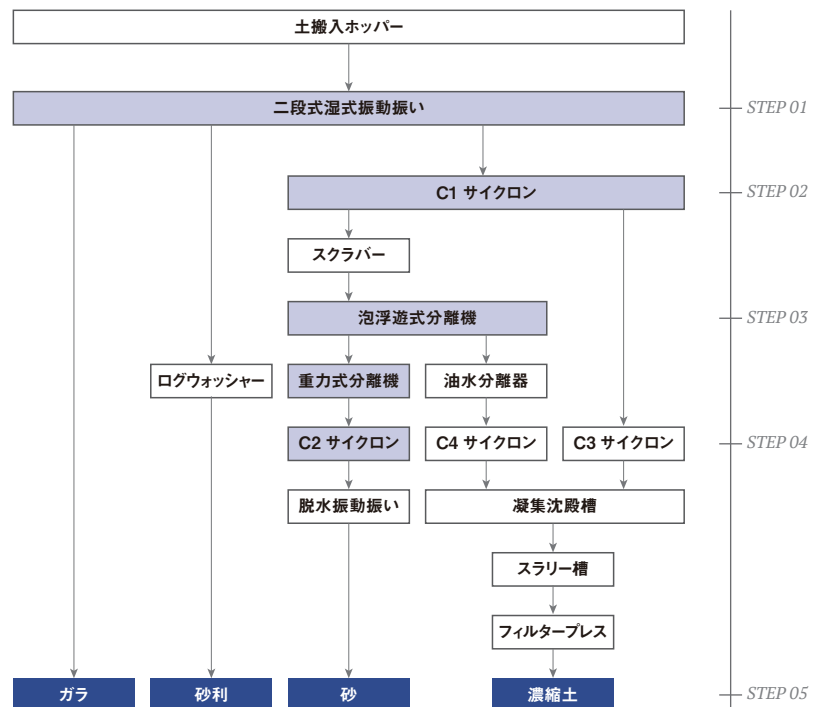 土搬入ホッパー
二段式湿式振動振い
STEP 01
C1 サイクロン
STEP 02
スクラバー
泡浮遊式分離機
STEP 03
ログウォッシャー
重力式分離機
油水分離器
C2 サイクロン
C4 サイクロン
C3 サイクロン
STEP 04
脱水振動振い
凝集沈殿槽
スラリー槽
フィルタープレス
ガラ
砂利
砂
濃縮土
STEP 05